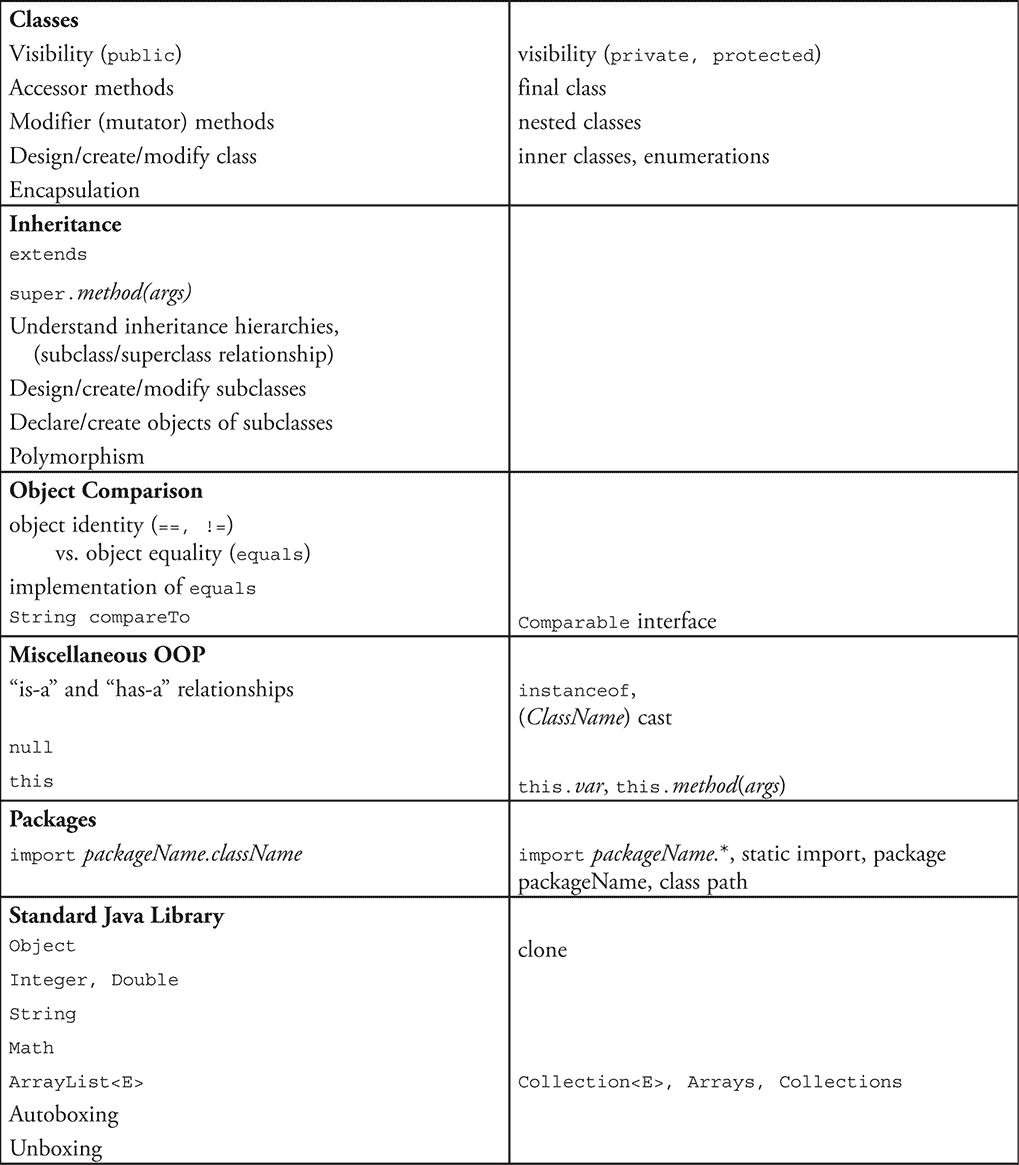 Classes
Visibility (public)
visibility (private, protected)
Accessor methods
final class
Modifier (mutator) methods
nested classes
Design/create/modify class
inner classes, enumerations
Encapsulation
Inheritance
extends
super.method(args)
Understand inheritance hierarchies,
(subclass/superclass relationship)
Design/create/modify subclasses
Declare/create objects of subclasses
Polymorphism
Object Comparison
object identity (==, !=)
vs. object equality (equals)
implementation of equals
String compareTo
Comparable interface
Miscellaneous OOP
“is-a” and “has-a” relationships
instanceof,
(ClassName) cast
null
this
this.var, this.method(args)
Packages
import packageName.className
import packageName.*, static import, package
packageName, class path
Standard Java Library
Object
clone
Integer, Double
String
Math
ArrayList<E>
Collection<E>, Arrays, Collections
Autoboxing
Unboxing